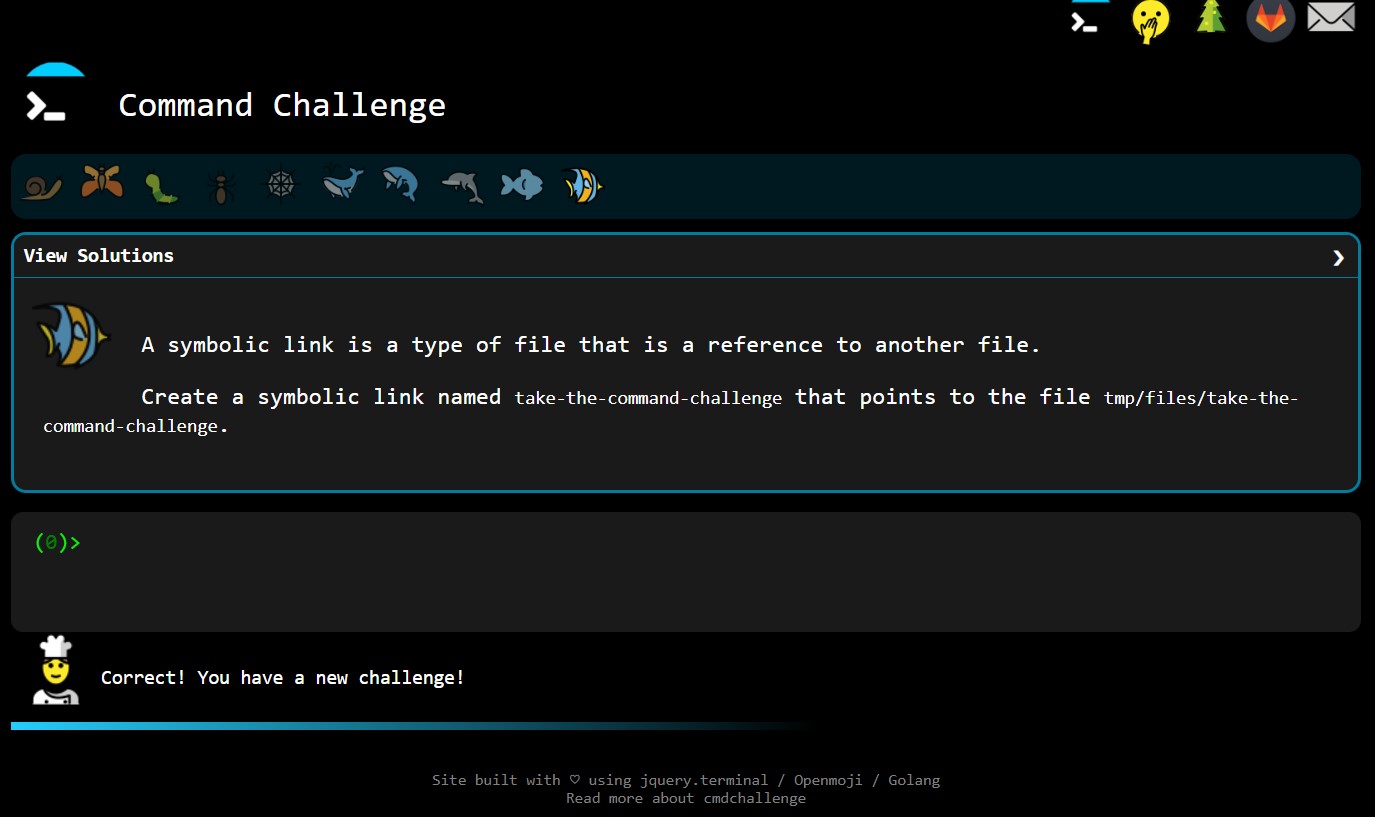 Command Challenge
View Solutions
A symbolic link is a type of file that is a reference to another file.
Create a symbolic link named take-the-command-challenge that points to the file tmp/files/take-the-
command-challenge.
(0)>
Correct! You have a new challenge!
Site built with ♡ using jquery.terminal / Openmoji / Golang
Read more about cmdchallenge